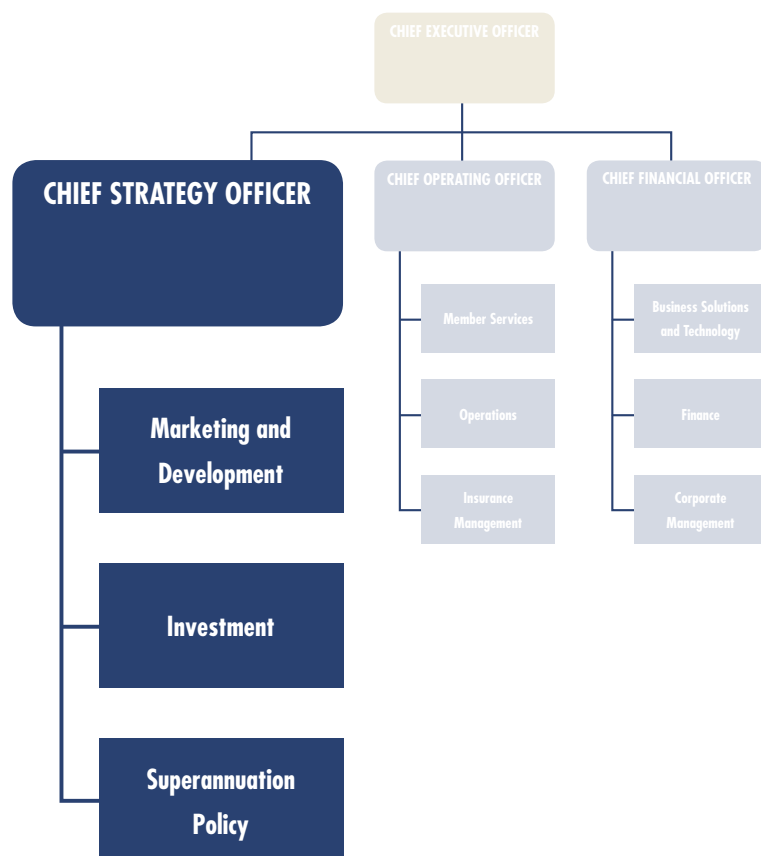 CHIEF EXECUTIVE OFFICER
CHIEF STRATEGY OFFICER
Marketing and
Development
Investment
Superannuation
Policy
CHIEF OPERATING OFFICER
Member Services
Operations
Insurance
Management
CHIEF FINANCIAL OFFICER
Business Solutions
and Technology
Finance
Corporate
Management